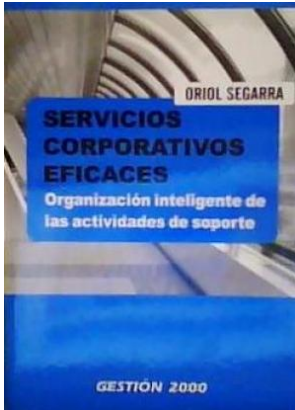 ORIOL SEGARRA
SERVICIOS
CORPORATIVOS
EFICACES
Organización inteligente de
las actividades de soporte
GESTIÓN 2000